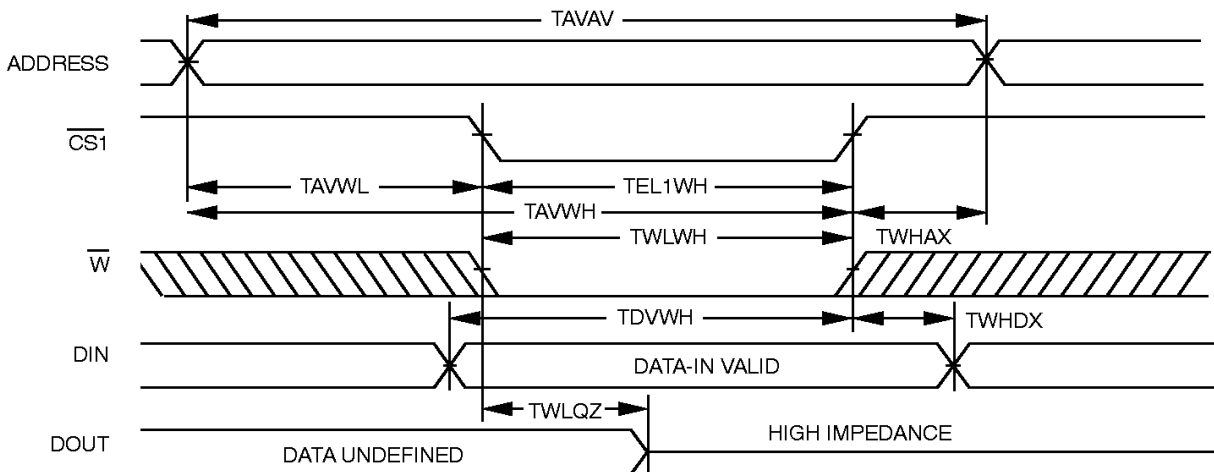 TAVAV
ADDRESS
CS1
TAVWL
TEL1WH
TAVWH
TWLWH
TWHAX
W
TDVWH
TWHDX
DIN
DATA-IN VALID
TWLQZ
DOUT
DATA UNDEFINED
HIGH IMPEDANCE